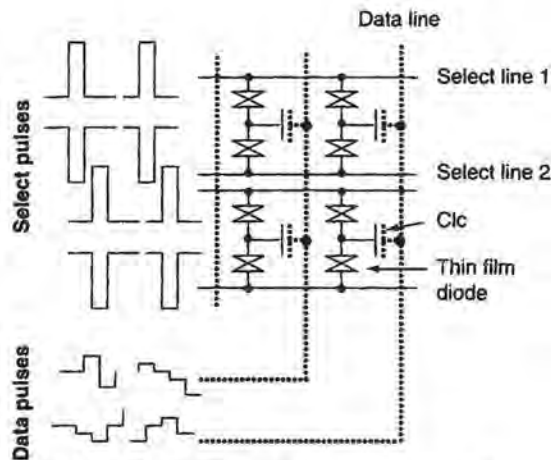 Data line
Select line 1
Select pulses
Select line 2
Clc
Thin film
diode
Data pulses